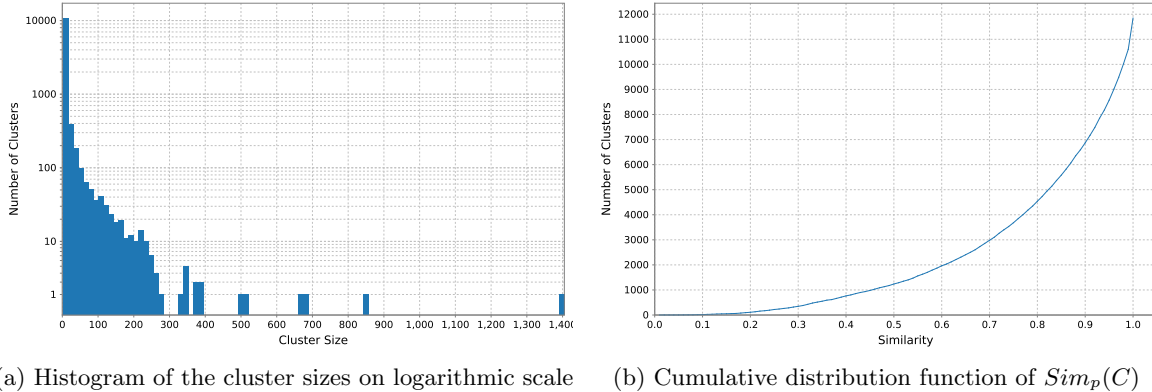 10000
1000
100
10
1
Number of Clusters
0 100 200 300 400 500 600 700 800 900 1,000 1,100 1,200 1,300 1,40
Cluster Size
(a) Histogram of the cluster sizes on logarithmic scale
12000
11000
10000
9000
8000
7000
6000
5000
4000
3000
2000
1000
0
Number of Clusters
0.0 0.1 0.2 0.3 0.4 0.5 0.6 0.7 0.8 0.9 1.0
Similarity
(b) Cumulative distribution function of Sim_p(C)